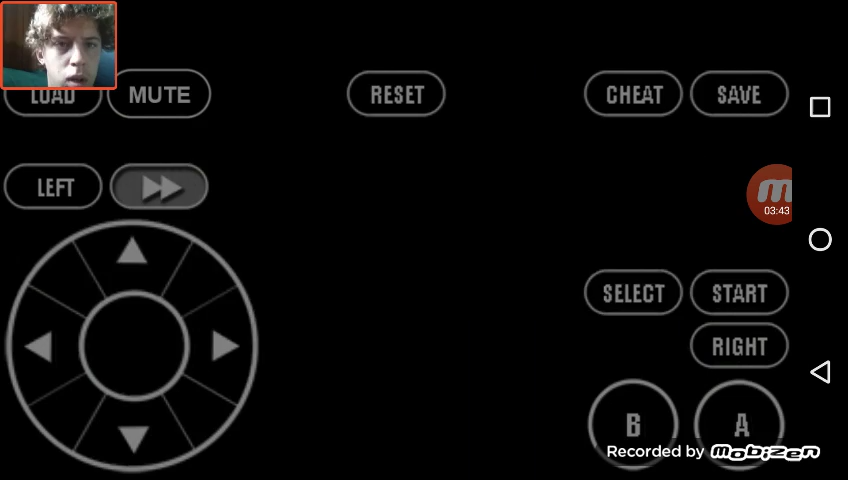 LOAD MUTE RESET CHEAT SAVE
LEFT
03:43
SELECT START
RIGHT
B A
Recorded by mobizen